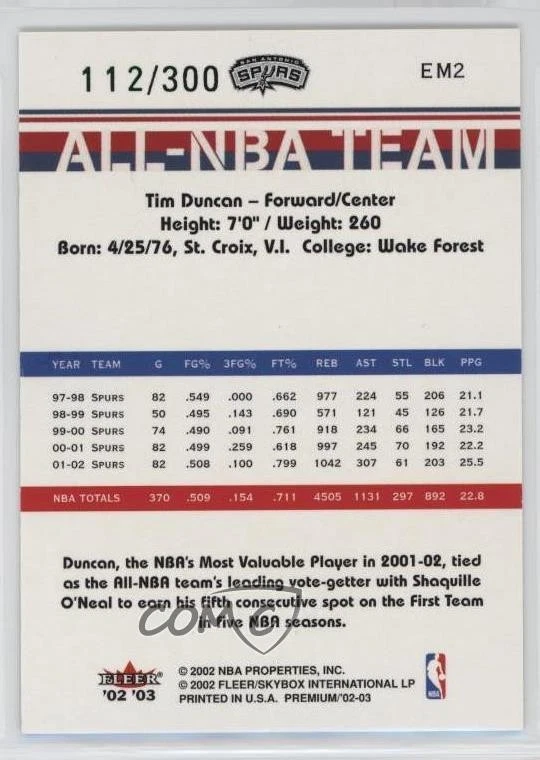 112/300 SAN ANTONIO SPURS EM2
ALL-NBA TEAM
Tim Duncan – Forward/Center
Height: 7'0" / Weight: 260
Born: 4/25/76, St. Croix, V.I. College: Wake Forest
YEAR TEAM G FG% 3FG% FT% REB AST STL BLK PPG
97-98 SPURS 82 .549 .000 .662 977 224 55 206 21.1
98-99 SPURS 50 .495 .143 .690 571 121 45 126 21.7
99-00 SPURS 74 .490 .091 .761 918 234 66 165 23.2
00-01 SPURS 82 .499 .259 .618 997 245 70 192 22.2
01-02 SPURS 82 .508 .100 .799 1042 307 61 203 25.5
NBA TOTALS 370 .509 .154 .711 4505 1131 297 892 22.8
Duncan, the NBA's Most Valuable Player in 2001-02, tied
as the All-NBA team's leading vote-getter with Shaquille
O'Neal to earn his fifth consecutive spot on the First Team
in five NBA seasons.
COMC
FLEER
'02 '03
© 2002 NBA PROPERTIES, INC.
© 2002 FLEER/SKYBOX INTERNATIONAL LP
PRINTED IN U.S.A. PREMIUM/'02-03
NBA